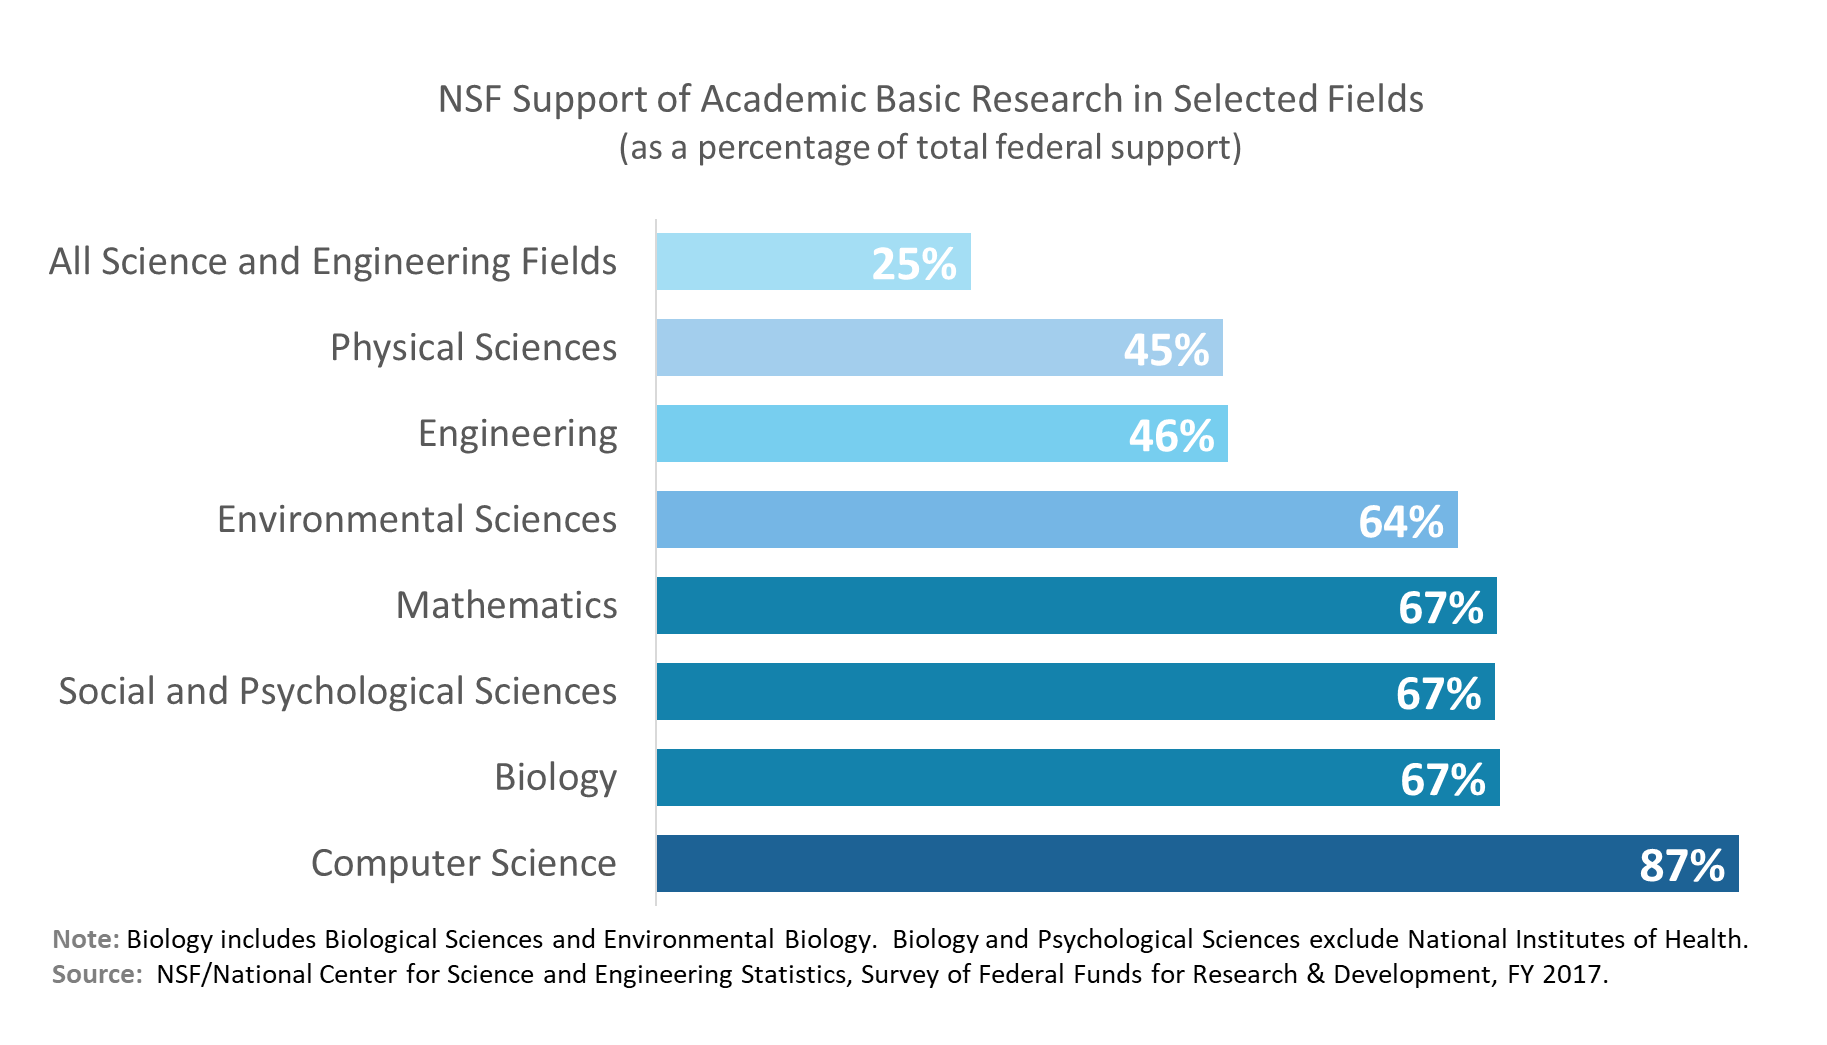 NSF Support of Academic Basic Research in Selected Fields
(as a percentage of total federal support)
All Science and Engineering Fields 25%
Physical Sciences 45%
Engineering 46%
Environmental Sciences 64%
Mathematics 67%
Social and Psychological Sciences 67%
Biology 67%
Computer Science 87%
Note: Biology includes Biological Sciences and Environmental Biology. Biology and Psychological Sciences exclude National Institutes of Health.
Source: NSF/National Center for Science and Engineering Statistics, Survey of Federal Funds for Research & Development, FY 2017.